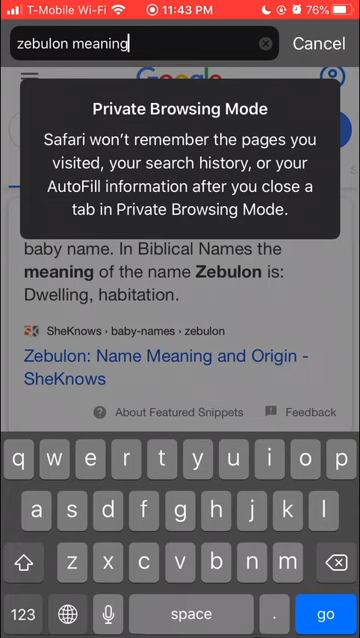 T-Mobile Wi-Fi 11:43 PM 76%
zebulon meaning Cancel
Google
Private Browsing Mode
Safari won't remember the pages you
visited, your search history, or your
AutoFill information after you close a
tab in Private Browsing Mode.
baby name. In Biblical Names the
meaning of the name Zebulon is:
Dwelling, habitation.
SK SheKnows › baby-names › zebulon
Zebulon: Name Meaning and Origin -
SheKnows
? About Featured Snippets ! Feedback
q w e r t y u i o p
a s d f g h j k l
z x c v b n m
123 space . go